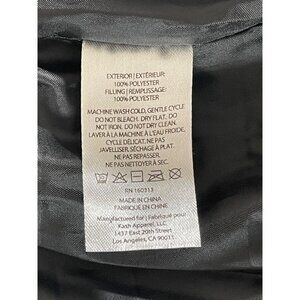 EXTERIOR | EXTÉRIEUR:
100% POLYESTER
FILLING | REMPLISSAGE:
100% POLYESTER
MACHINE WASH COLD, GENTLE CYCLE
DO NOT BLEACH. DRY FLAT. DO
NOT IRON, DO NOT DRY CLEAN.
LAVER À LA MACHINE À L'EAU FROIDE,
CYCLE DÉLICAT. NE PAS
JAVELLISER. SÉCHAGE À PLAT.
NE PAS REPASSER.
NE PAS NETTOYER À SEC.
RN 160313
MADE IN CHINA
FABRIQUÉ EN CHINE
Manufactured for | Fabriqué pour
Kash Apparel, LLC
1437 East 20th Street
Los Angeles, CA 90011